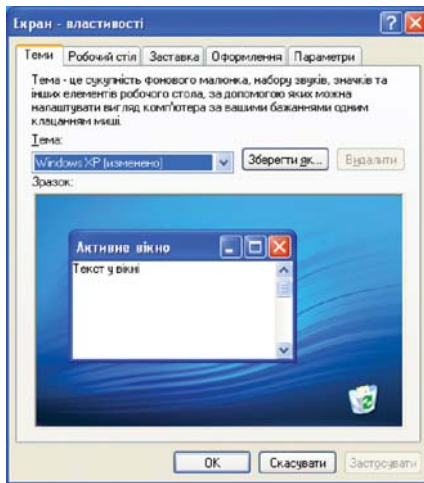 Екран - властивості
Теми Робочий стіл Заставка Оформлення Параметри
Тема - це сукупність фонового малюнка, набору звуків, значків та
інших елементів робочого стола, за допомогою яких можна
налаштувати вигляд комп'ютера за вашими бажаннями одним
клацанням миші.
Тема:
Windows XP (изменено) Зберегти як... Видалити
Зразок:
Активне вікно
Текст у вікні
OK Скасувати Застосувати